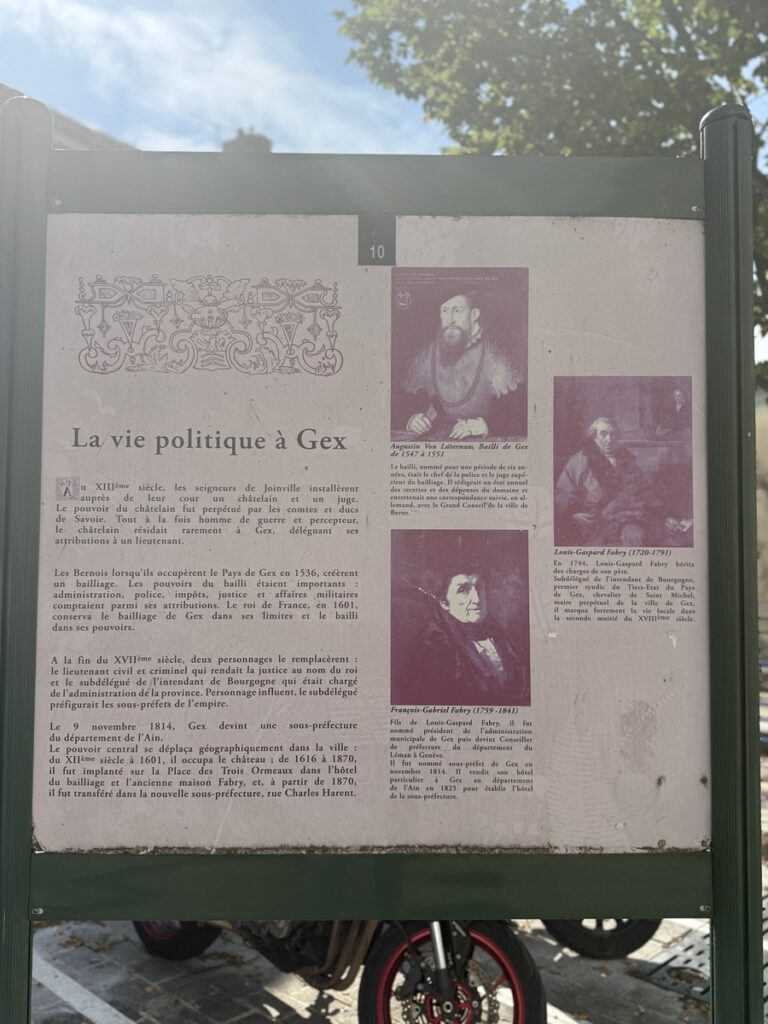 10
La vie politique à Gex
Au XIIIème siècle, les seigneurs de Joinville installèrent
auprès de leur cour un châtelain et un juge.
Le pouvoir du châtelain fut perpétué par les comtes et ducs
de Savoie. Tout à la fois homme de guerre et percepteur,
le châtelain résidait rarement à Gex, déléguant ses
attributions à un lieutenant.
Les Bernois lorsqu'ils occupèrent le Pays de Gex en 1536, créèrent
un bailliage. Les pouvoirs du bailli étaient importants :
administration, police, impôts, justice et affaires militaires
comptaient parmi ses attributions. Le roi de France, en 1601,
conserva le bailliage de Gex dans ses limites et le bailli
dans ses pouvoirs.
A la fin du XVIIème siècle, deux personnages le remplacèrent :
le lieutenant civil et criminel qui rendait la justice au nom du roi
et le subdélégué de l'intendant de Bourgogne qui était chargé
de l'administration de la province. Personnage influent, le subdélégué
préfigurait les sous-préfets de l'empire.
Le 9 novembre 1814, Gex devint une sous-préfecture
du département de l'Ain.
Le pouvoir central se déplaça géographiquement dans la ville :
du XIIème siècle à 1601, il occupa le château ; de 1616 à 1870,
il fut implanté sur la Place des Trois Ormeaux dans l'hôtel
du bailliage et l'ancienne maison Fabry, et, à partir de 1870,
il fut transféré dans la nouvelle sous-préfecture, rue Charles Harent.
Augustin Von Lüternaw, Bailli de Gex
de 1547 à 1551
Le bailli, nommé pour une période de six an-
nées, était le chef de la police et le juge supé-
rieur du bailliage. Il rédigeait un état annuel
des recettes et des dépenses du domaine et
entretenait une correspondance suivie, en al-
lemand, avec le Grand Conseil de la ville de
Berne.
François-Gabriel Fabry (1759 -1841)
Fils de Louis-Gaspard Fabry, il fut
nommé président de l'administration
municipale de Gex puis devint Conseiller
de préfecture du département du
Léman à Genève.
Il fut nommé sous-préfet de Gex en
novembre 1814. Il vendit son hôtel
particulier à Gex au département
de l'Ain en 1825 pour établir l'hôtel
de la sous-préfecture.
Louis-Gaspard Fabry (1720-1791)
En 1744, Louis-Gaspard Fabry hérita
des charges de son père.
Subdélégué de l'intendant de Bourgogne,
premier syndic du Tiers-Etat du Pays
de Gex, chevalier de Saint Michel,
maire perpétuel de la ville de Gex,
il marqua fortement la vie locale dans
la seconde moitié du XVIIIème siècle.